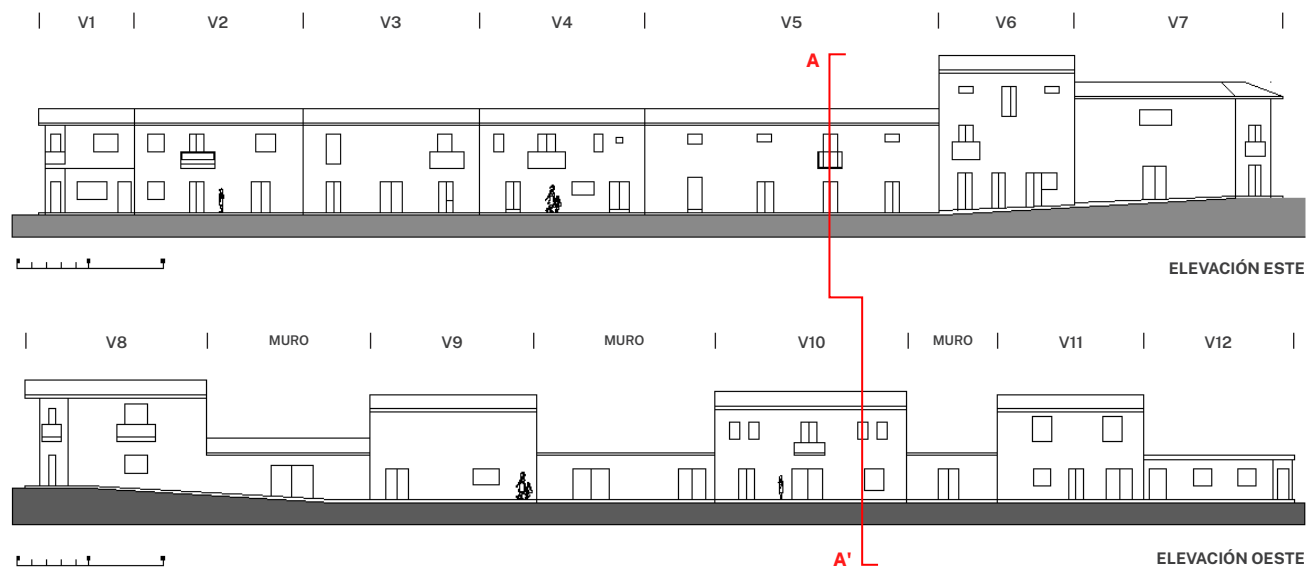 V1 V2 V3 V4 V5 V6 V7
A
ELEVACIÓN ESTE
V8 MURO V9 MURO V10 MURO V11 V12
A'
ELEVACIÓN OESTE